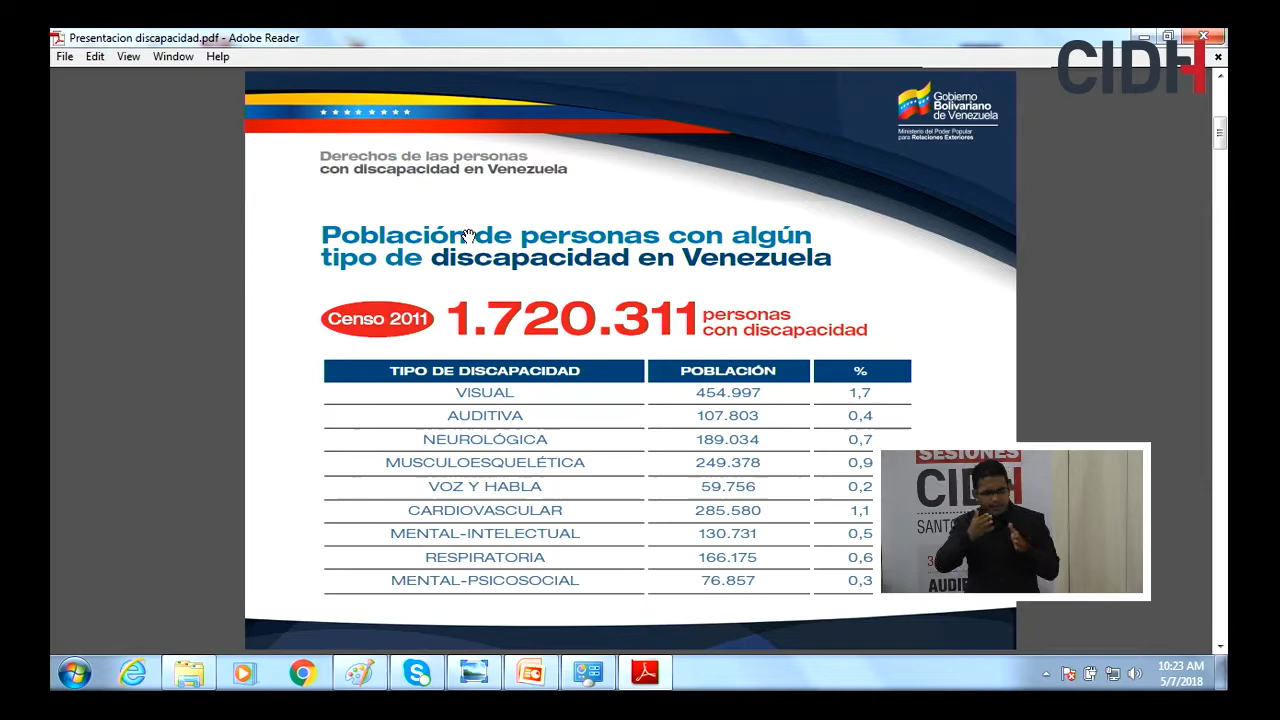 Presentacion discapacidad.pdf - Adobe Reader
File Edit View Window Help
CIDH
Gobierno
Bolivariano
de Venezuela
Ministerio del Poder Popular
para Relaciones Exteriores
Derechos de las personas
con discapacidad en Venezuela
Población de personas con algún
tipo de discapacidad en Venezuela
Censo 2011 1.720.311 personas
con discapacidad
TIPO DE DISCAPACIDAD POBLACIÓN %
VISUAL 454.997 1,7
AUDITIVA 107.803 0,4
NEUROLÓGICA 189.034 0,7
MUSCULOESQUELÉTICA 249.378 0,9
VOZ Y HABLA 59.756 0,2
CARDIOVASCULAR 285.580 1,1
MENTAL-INTELECTUAL 130.731 0,5
RESPIRATORIA 166.175 0,6
MENTAL-PSICOSOCIAL 76.857 0,3
SESIONES
CIDH
SANTO
AUDIE
10:23 AM
5/7/2018